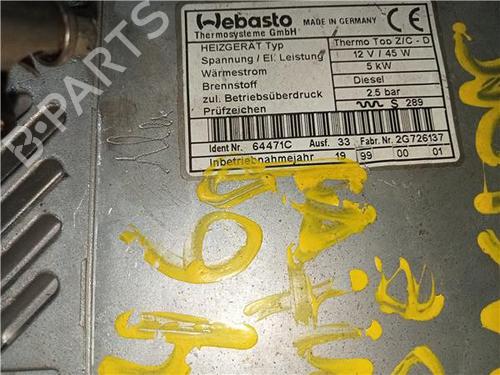 Webasto MADE IN GERMANY CE
Thermosysteme GmbH
HEIZGERÄT Typ Thermo Top Z/C - D
Spannung / El. Leistung 12 V / 45 W
Wärmestrom 5 kW
Brennstoff Diesel
zul. Betriebsüberdruck 2.5 bar
Prüfzeichen S 289
Ident Nr. 64471C Ausf. 33 Fabr. Nr. 2G726137
Inbetriebnahmejahr 19 99 00 01
B-PARTS